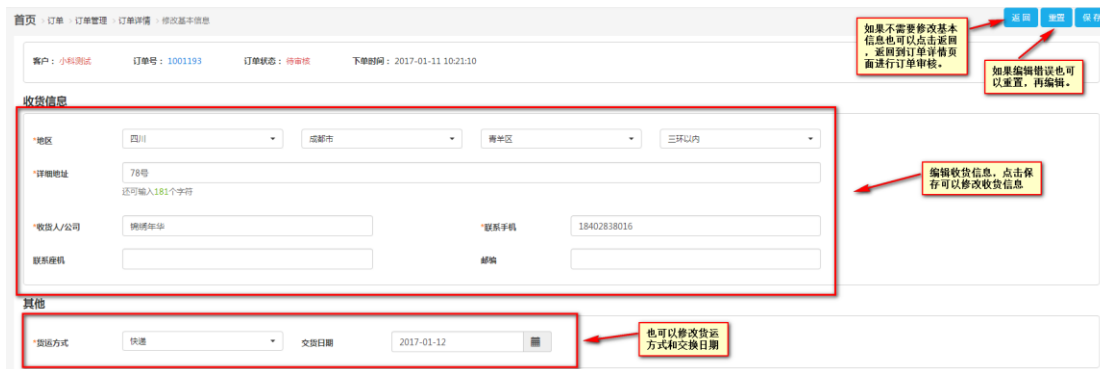 首页 › 订单 › 订单管理 › 订单详情 › 修改基本信息
返回 重置 保存
如果不需要修改基本
信息也可以点击返回
，返回到订单详情页
面进行订单审核。
如果编辑错误也可
以重置，再编辑。
客户：小科测试 订单号：1001193 订单状态：待审核 下单时间：2017-01-11 10:21:10
收货信息
*地区 四川 成都市 青羊区 三环以内
*详细地址 78号
还可输入181个字符
编辑收货信息，点击保
存可以修改收货信息
*收货人/公司 锦绣年华 *联系手机 18402838016
联系座机 邮编
其他
*货运方式 快递 交货日期 2017-01-12
也可以修改货运
方式和交换日期